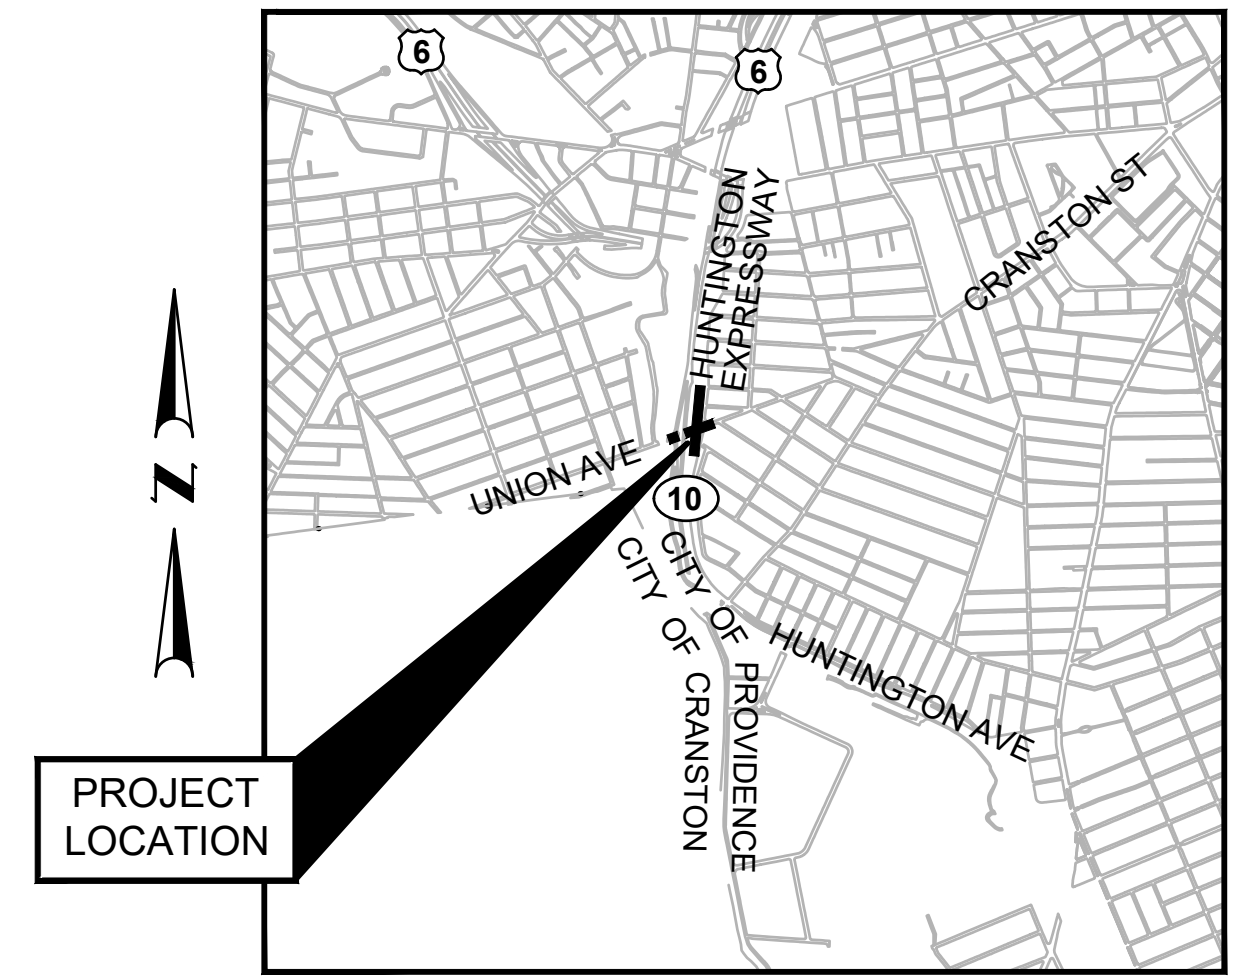 6
6
HUNTINGTON
EXPRESSWAY
CRANSTON ST
N
UNION AVE
10
CITY OF PROVIDENCE
CITY OF CRANSTON
HUNTINGTON AVE
PROJECT
LOCATION